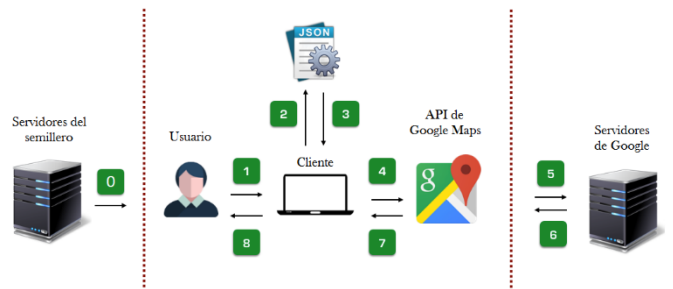 JSON
2
3
Servidores del
semillero
Usuario
Cliente
API de
Google Maps
Servidores
de Google
0
1
4
5
g
8
7
6